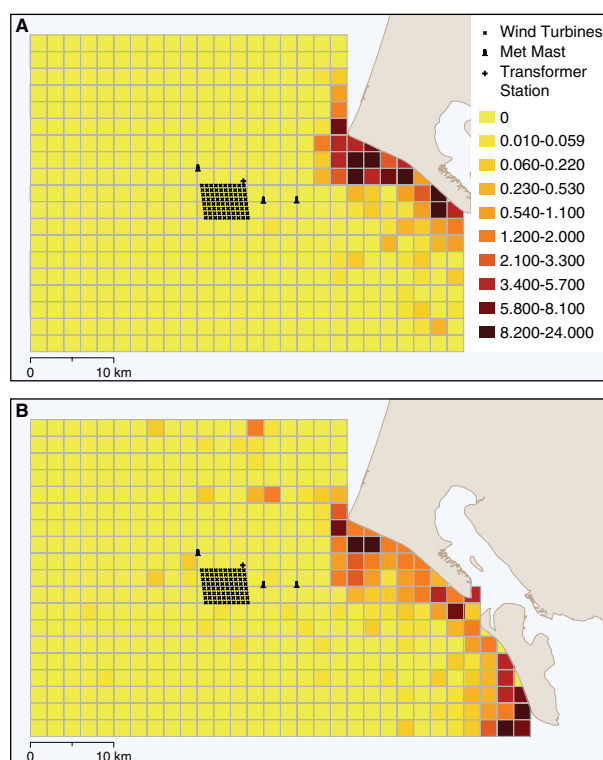 A
Wind Turbines
Met Mast
Transformer
Station
0
0.010-0.059
0.060-0.220
0.230-0.530
0.540-1.100
1.200-2.000
2.100-3.300
3.400-5.700
5.800-8.100
8.200-24.000
0 10 km
B
0 10 km